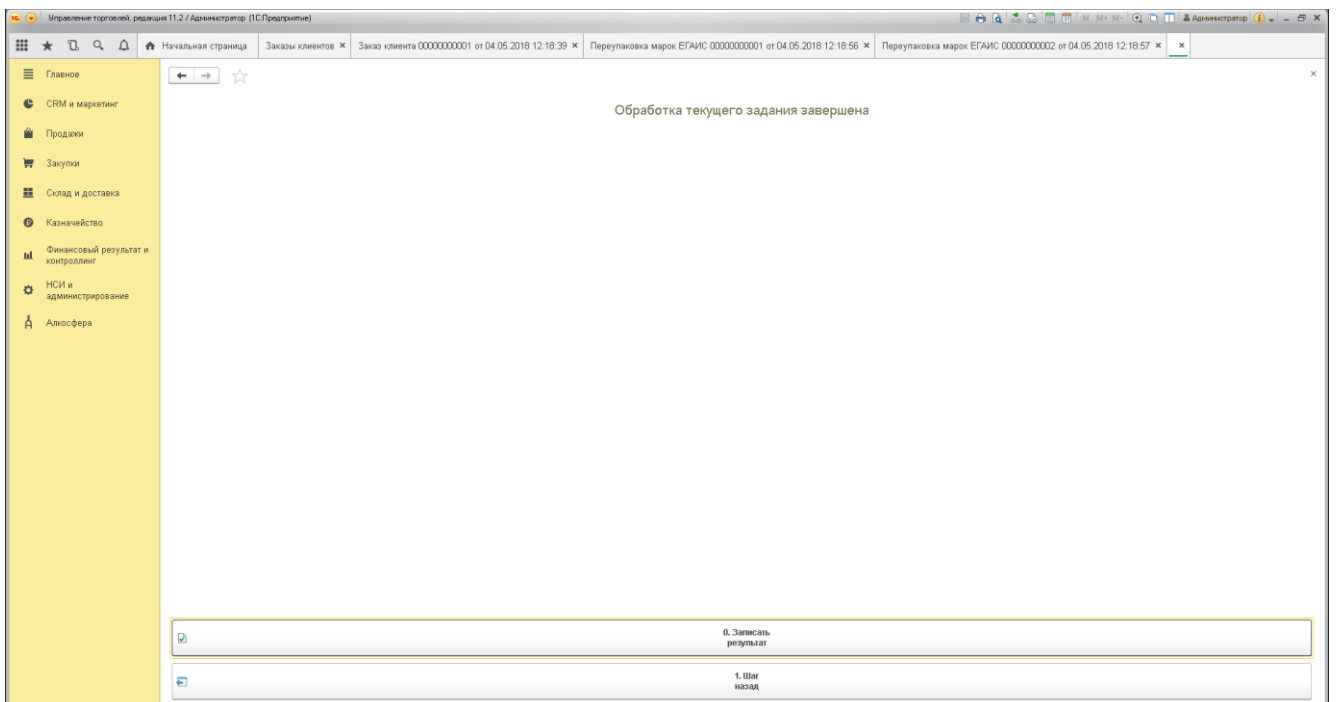 Управление торговлей, редакция 11.2 / Администратор (1С:Предприятие)
M M+ M-
Администратор
Начальная страница
Заказы клиентов ×
Заказ клиента 00000000001 от 04.05.2018 12:18:39 ×
Переупаковка марок ЕГАИС 00000000001 от 04.05.2018 12:18:56 ×
Переупаковка марок ЕГАИС 00000000002 от 04.05.2018 12:18:57 ×
Главное
CRM и маркетинг
Продажи
Закупки
Склад и доставка
Казначейство
Финансовый результат и
контроллинг
НСИ и
администрирование
Алкосфера
Обработка текущего задания завершена
0. Записать
результат
1. Шаг
назад